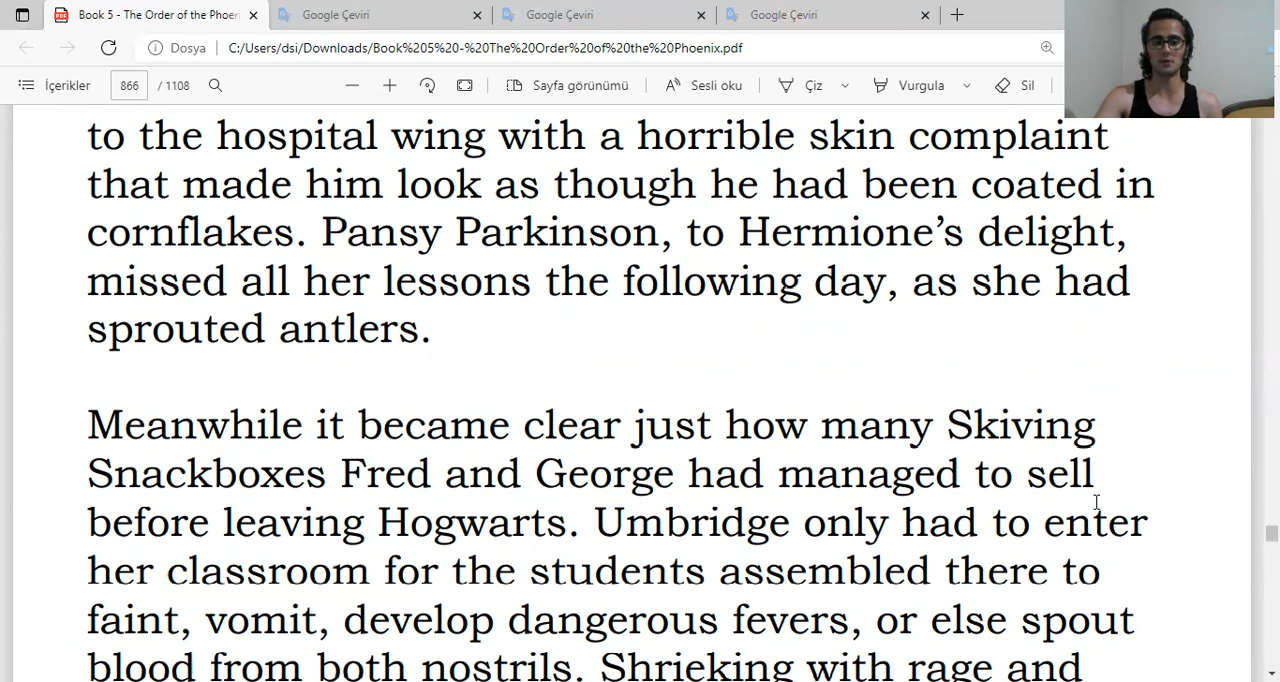 Book 5 - The Order of the Phoen
Google Çeviri
Google Çeviri
Google Çeviri
Dosya
C:/Users/dsi/Downloads/Book%205%20-%20The%20Order%20of%20the%20Phoenix.pdf
İçerikler
866
/ 1108
Sayfa görünümü
Sesli oku
Çiz
Vurgula
Sil
to the hospital wing with a horrible skin complaint
that made him look as though he had been coated in
cornflakes. Pansy Parkinson, to Hermione’s delight,
missed all her lessons the following day, as she had
sprouted antlers.
Meanwhile it became clear just how many Skiving
Snackboxes Fred and George had managed to sell
before leaving Hogwarts. Umbridge only had to enter
her classroom for the students assembled there to
faint, vomit, develop dangerous fevers, or else spout
blood from both nostrils. Shrieking with rage and